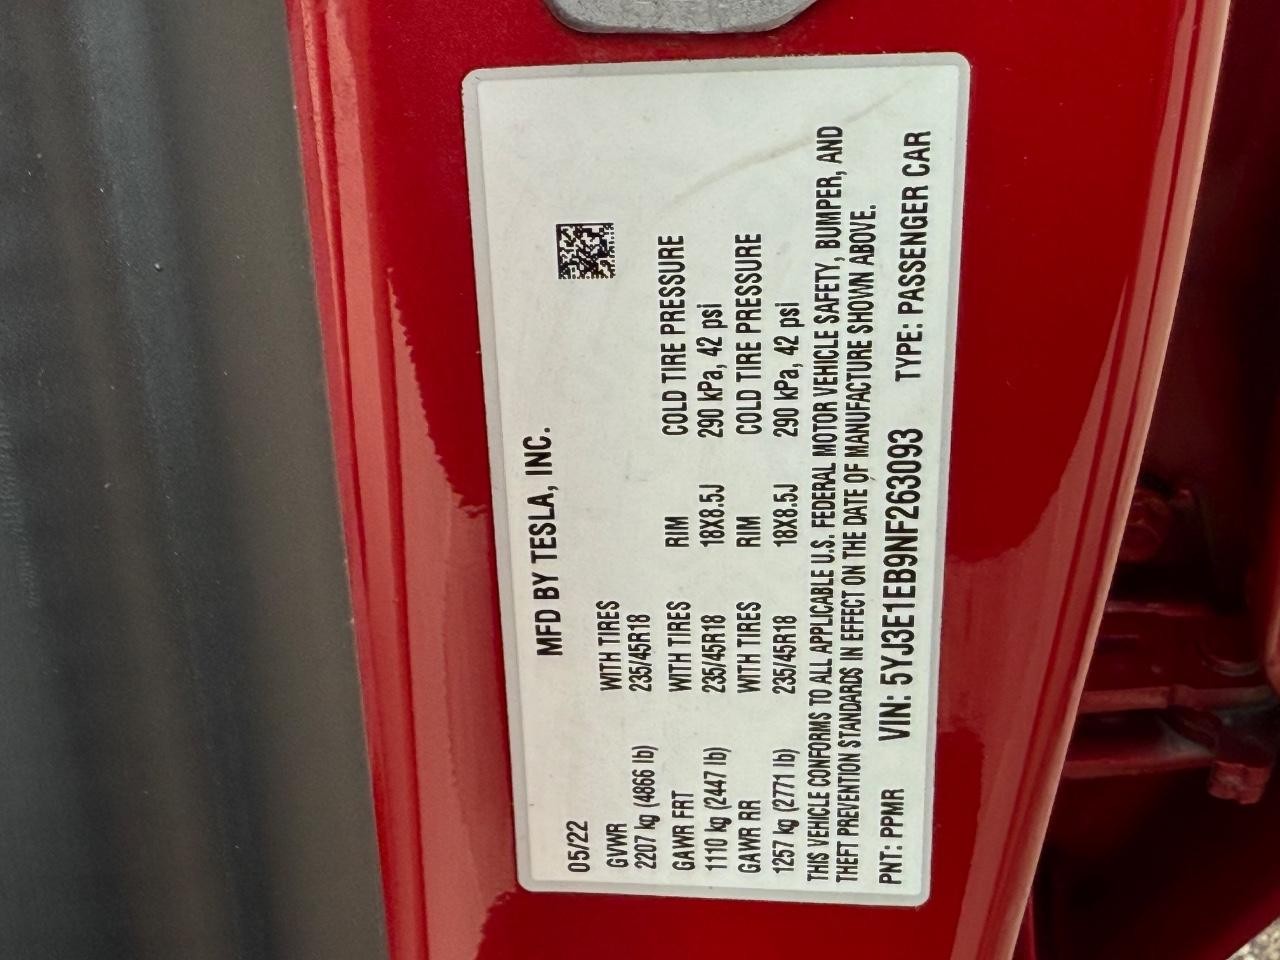 MFD BY TESLA, INC.
05/22
GVWR WITH TIRES
2207 kg (4866 lb) 235/45R18
GAWR FRT WITH TIRES RIM COLD TIRE PRESSURE
1110 kg (2447 lb) 235/45R18 18X8.5J 290 kPa, 42 psi
GAWR RR WITH TIRES RIM COLD TIRE PRESSURE
1257 kg (2771 lb) 235/45R18 18X8.5J 290 kPa, 42 psi
THIS VEHICLE CONFORMS TO ALL APPLICABLE U.S. FEDERAL MOTOR VEHICLE SAFETY, BUMPER, AND
THEFT PREVENTION STANDARDS IN EFFECT ON THE DATE OF MANUFACTURE SHOWN ABOVE.
PNT: PPMR VIN: 5YJ3E1EB9NF263093 TYPE: PASSENGER CAR